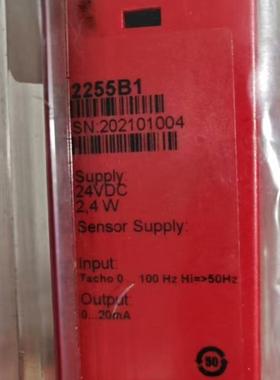 2255B1
SN:202101004
Supply:
24VDC
2,4 W
Sensor Supply:
Input:
Tacho 0... 100 Hz Hi=>50Hz
Output:
0...20mA
50